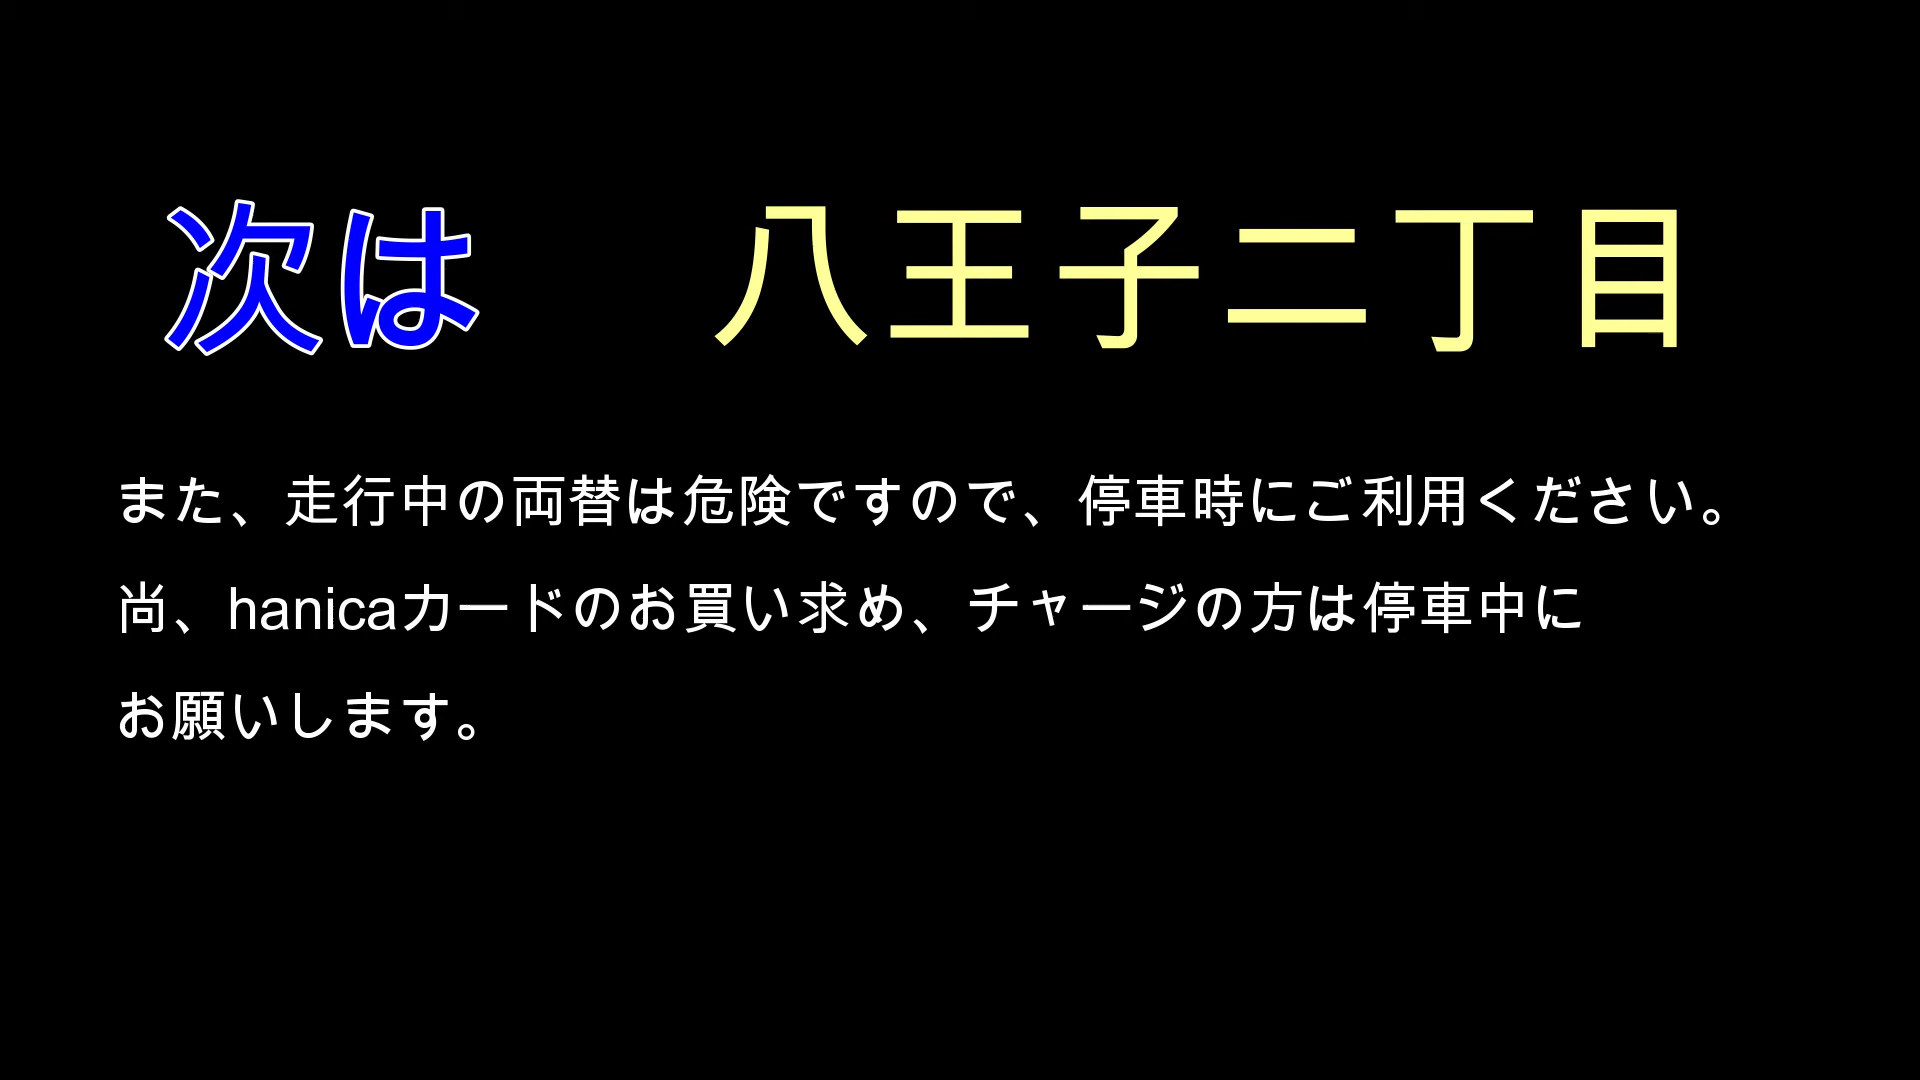 次は　八王子二丁目
また、走行中の両替は危険ですので、停車時にご利用ください。
尚、hanicaカードのお買い求め、チャージの方は停車中に
お願いします。